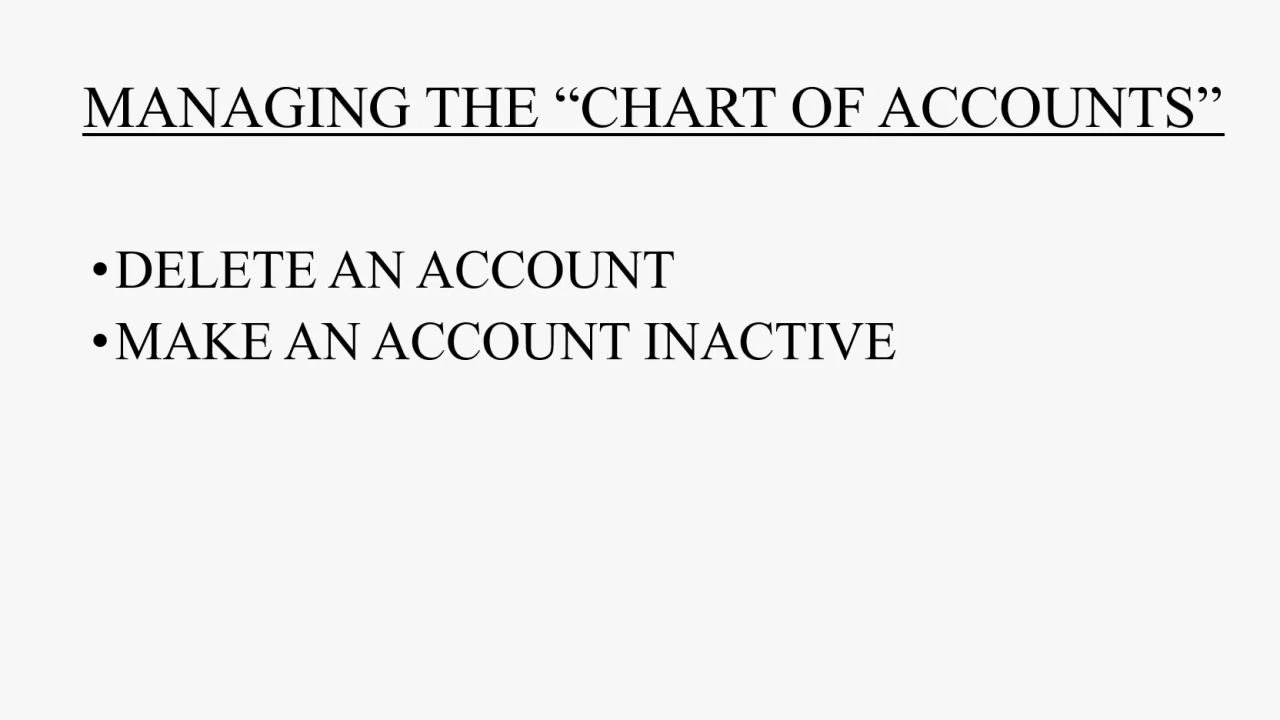 MANAGING THE “CHART OF ACCOUNTS”
•DELETE AN ACCOUNT
•MAKE AN ACCOUNT INACTIVE